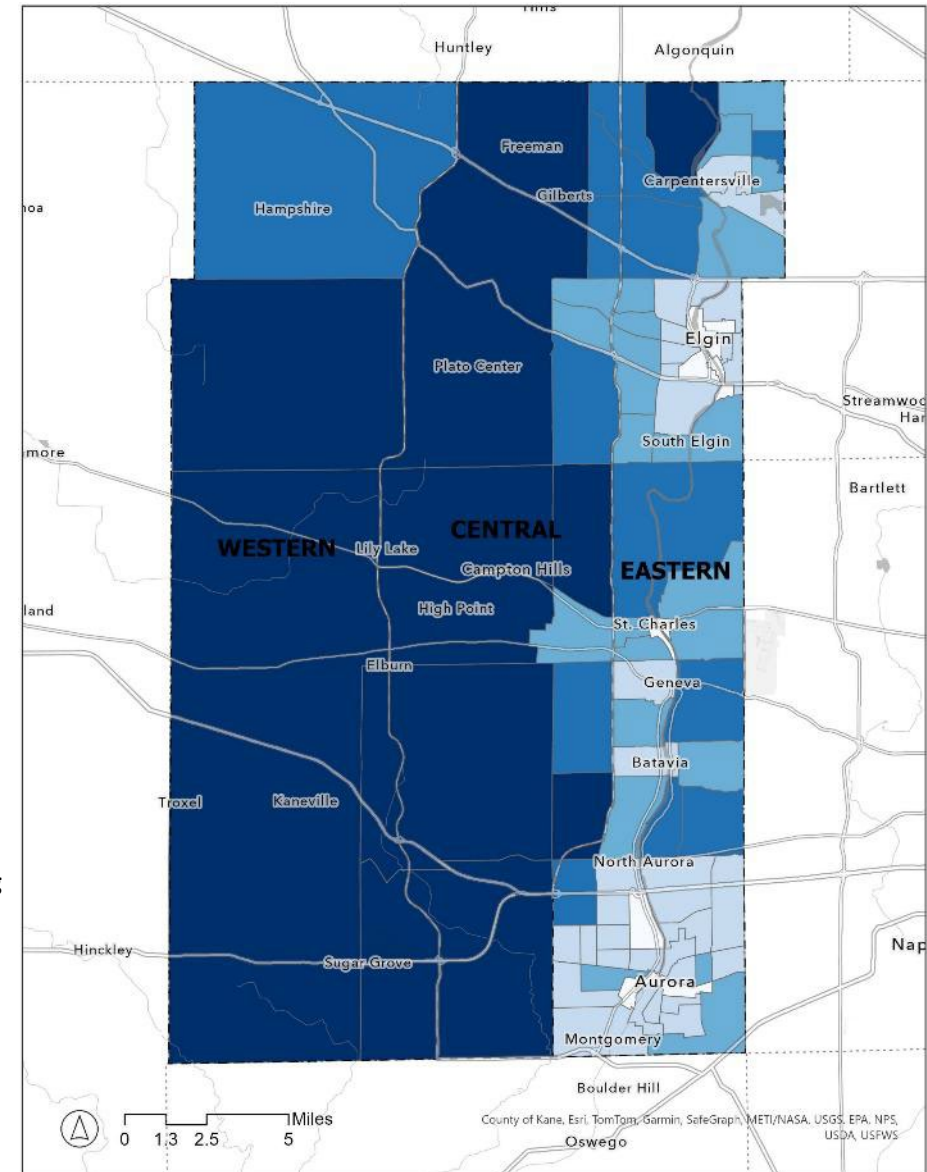 Huntley
Algonquin
Freeman
Carpentersville
Gilberts
Hampshire
Elgin
Plato Center
South Elgin
Bartlett
CENTRAL
WESTERN
Lily Lake
Campton Hills
EASTERN
High Point
St. Charles
Elburn
Geneva
Batavia
Troxel
Kaneville
North Aurora
Hinckley
Nap
Sugar Grove
Aurora
Montgomery
Boulder Hill
Miles
0 1.3 2.5 5
County of Kane, Esri, TomTom, Garmin, SafeGraph, METI/NASA, USGS, EPA, NPS,
USDA, USFWS
Oswego